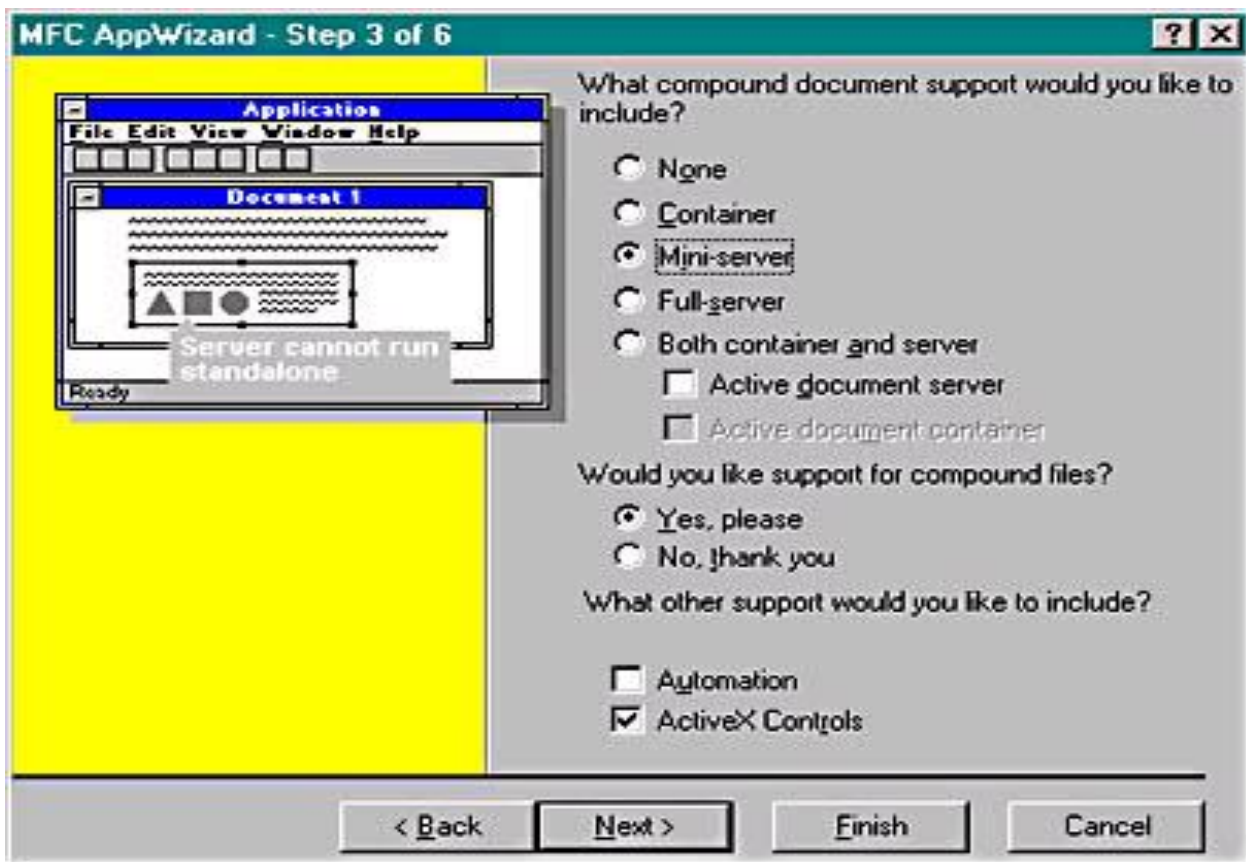 MFC AppWizard - Step 3 of 6
Application
File Edit View Window Help
Document 1
Server cannot run
standalone
Ready
What compound document support would you like to
include?
None
Container
Mini-server
Full-server
Both container and server
Active document server
Active document container
Would you like support for compound files?
Yes, please
No, thank you
What other support would you like to include?
Automation
ActiveX Controls
< Back Next > Finish Cancel